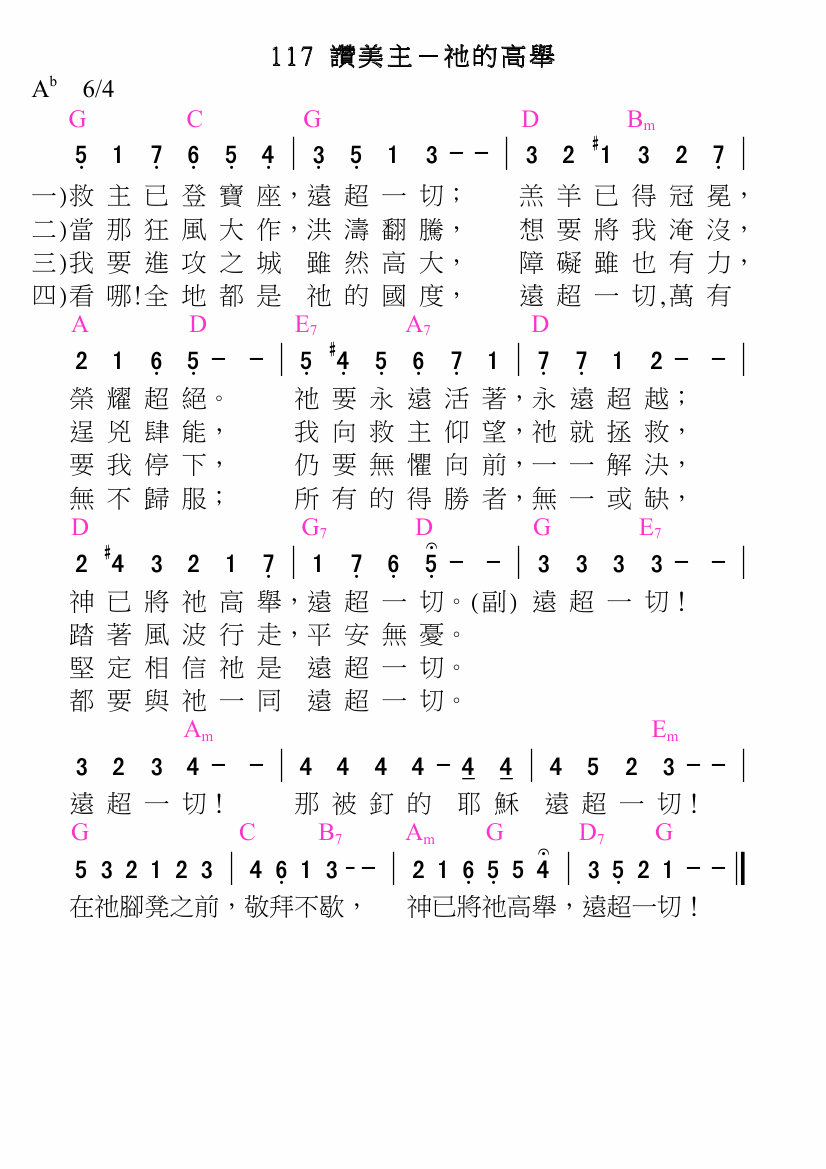 117 讚美主－祂的高舉
A♭ 6/4
G C G D Bm
5̣ 1 7̣ 6̣ 5̣ 4̣ | 3̣ 5̣ 1 3 － － | 3 2 ♯1 3 2 7̣ |
一)救主已登寶座，遠超一切； 羔羊已得冠冕，
二)當那狂風大作，洪濤翻騰， 想要將我淹沒，
三)我要進攻之城 雖然高大， 障礙雖也有力，
四)看哪!全地都是 祂的國度， 遠超一切,萬有
A D E7 A7 D
2 1 6̣ 5̣ － － | 5̣ ♯4̣ 5̣ 6̣ 7̣ 1 | 7̣ 7̣ 1 2 － － |
榮耀超絕。 祂要永遠活著，永遠超越；
逞兇肆能， 我向救主仰望，祂就拯救，
要我停下， 仍要無懼向前，一一解決，
無不歸服； 所有的得勝者，無一或缺，
D G7 D G E7
2 ♯4 3 2 1 7̣ | 1 7̣ 6̣ 5̣ － － | 3 3 3 3 － － |
神已將祂高舉，遠超一切。(副) 遠超一切！
踏著風波行走，平安無憂。
堅定相信祂是 遠超一切。
都要與祂一同 遠超一切。
Am Em
3 2 3 4 － － | 4 4 4 4 － 4 4 | 4 5 2 3 － － |
遠超一切！ 那被釘的 耶穌 遠超一切！
G C B7 Am G D7 G
5 3 2 1 2 3 | 4 6̣ 1 3 － － | 2 1 6̣ 5̣ 5 4 | 3 5̣ 2 1 － － ||
在祂腳凳之前，敬拜不歇， 神已將祂高舉，遠超一切！